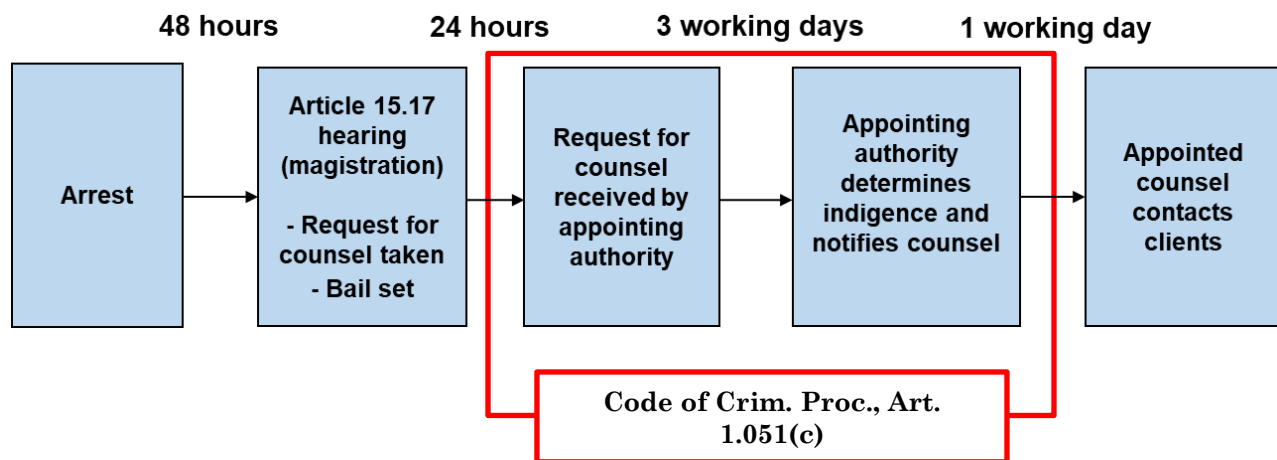 48 hours
24 hours
3 working days
1 working day
Arrest
Article 15.17
hearing
(magistration)
- Request for
counsel taken
- Bail set
Request for
counsel
received by
appointing
authority
Appointing
authority
determines
indigence and
notifies counsel
Appointed
counsel
contacts
clients
Code of Crim. Proc., Art.
1.051(c)